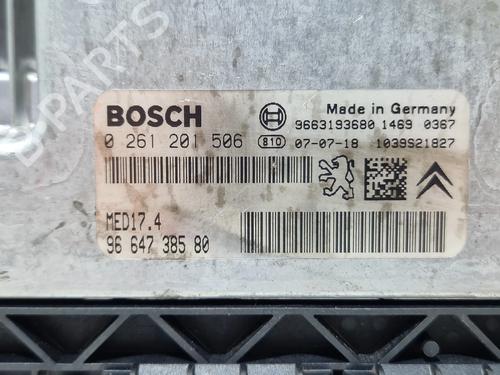 BOSCH
Made in Germany
9663193680 1469 0367
0 261 201 506
810
07-07-18 1039S21827
MED17.4
96 647 385 80
PARTS